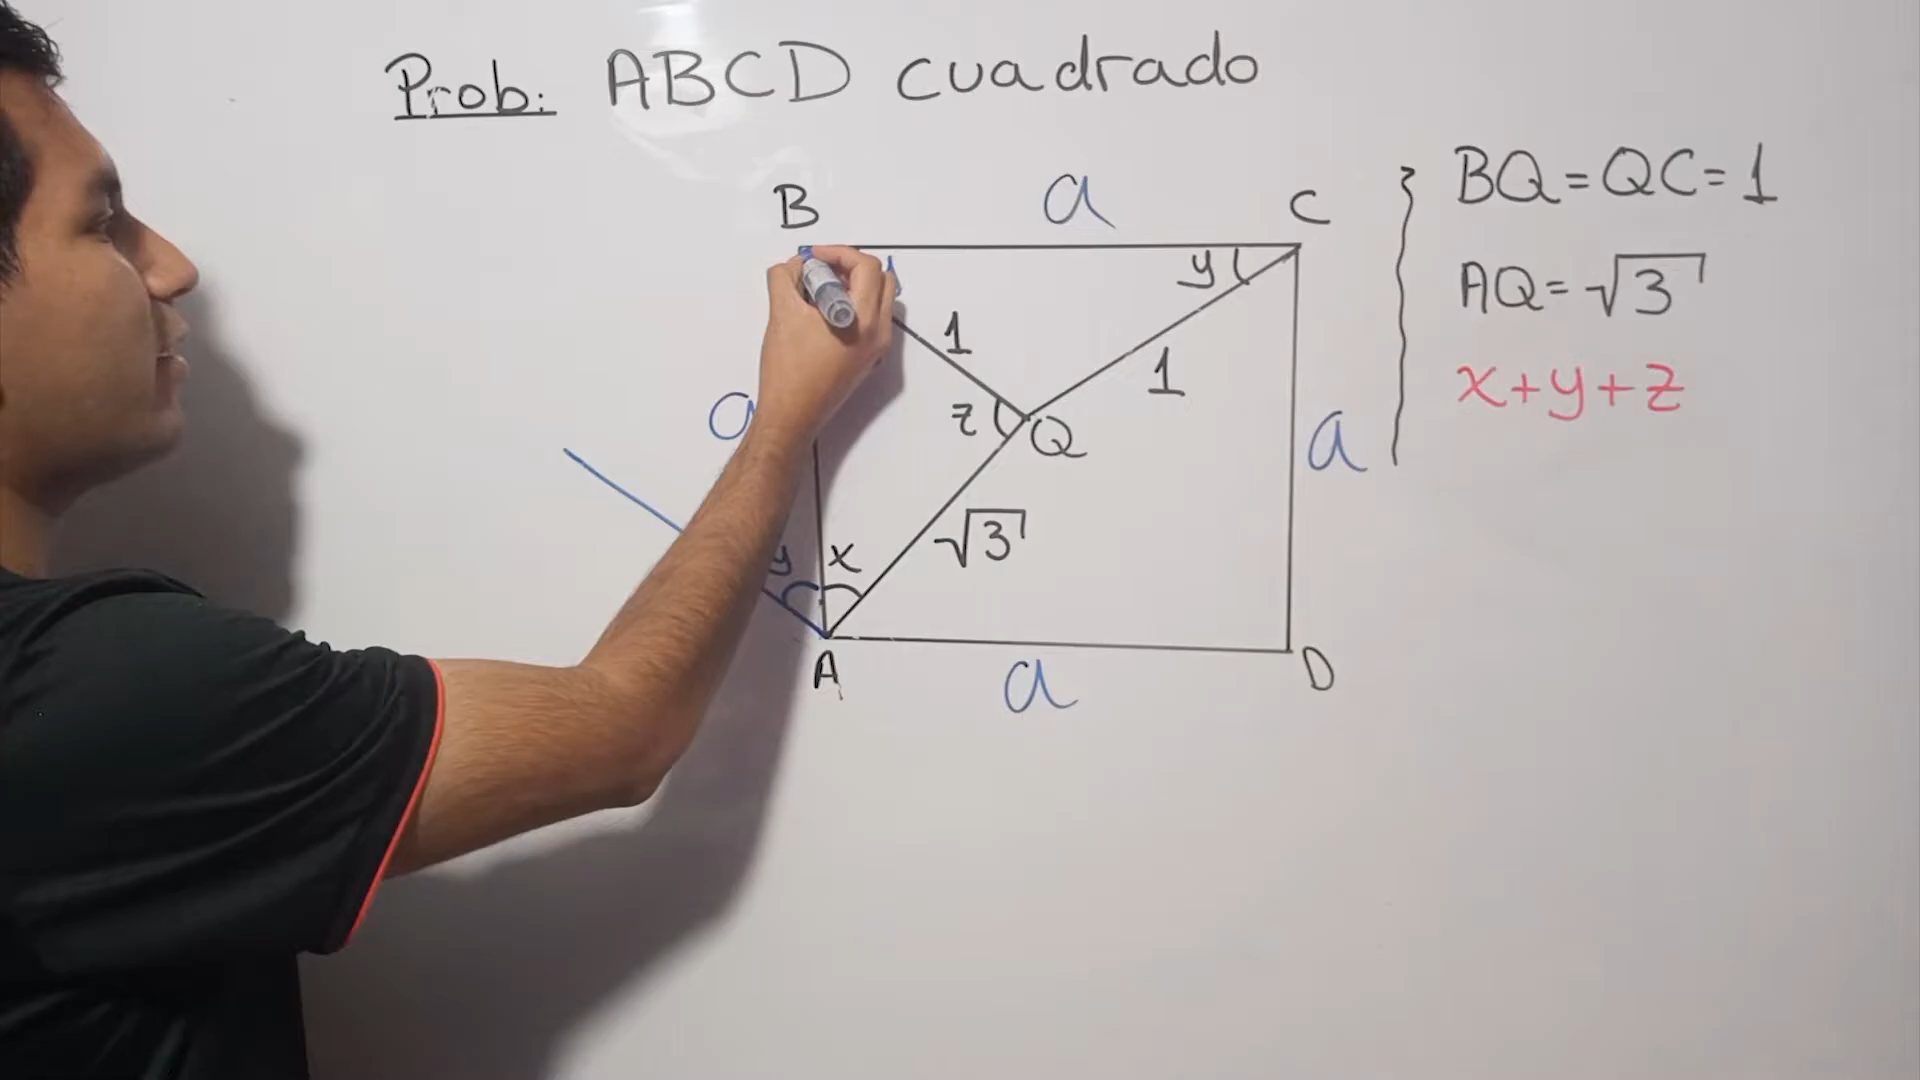 Prob: ABCD cuadrado
B a C
y
1
1
a
z Q
a
y x
√3
A a D
BQ=QC=1
AQ=√3
x+y+z